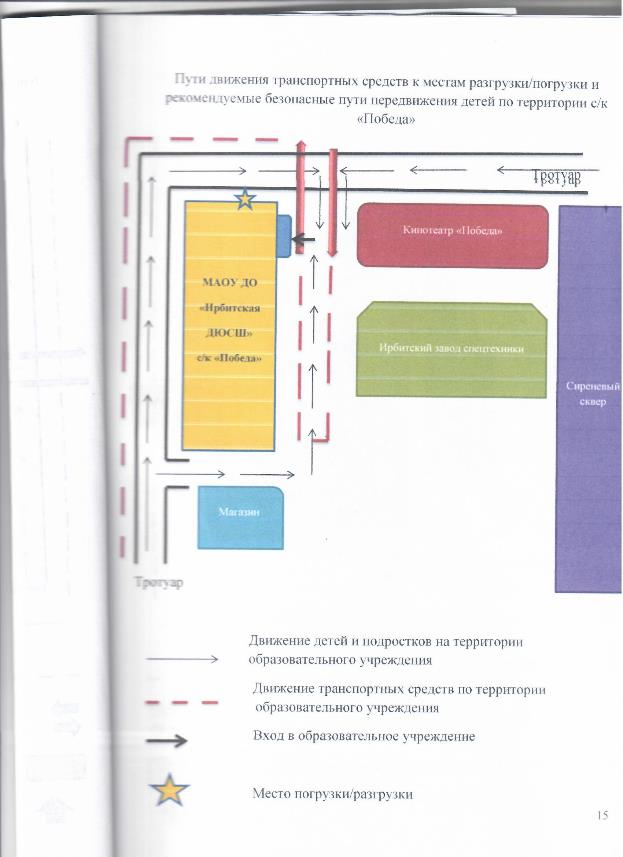 Пути движения транспортных средств к местам разгрузки/погрузки и
рекомендуемые безопасные пути передвижения детей по территории с/к
«Победа»
Тротуар
Кинотеатр «Победа»
МАОУ ДО
«Ирбитская
ДЮСШ»
с/к «Победа»
Ирбитский завод спецтехники
Сиреневый
сквер
Магазин
Тротуар
Движение детей и подростков на территории
образовательного учреждения
Движение транспортных средств по территории
образовательного учреждения
Вход в образовательное учреждение
Место погрузки/разгрузки
15